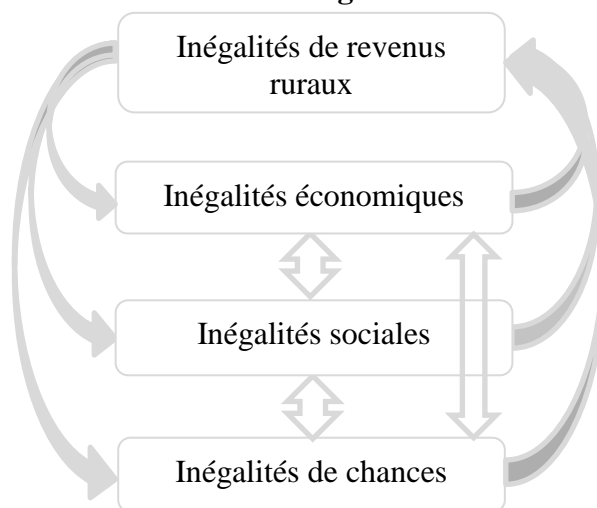 Inégalités de revenus
ruraux
Inégalités économiques
Inégalités sociales
Inégalités de chances